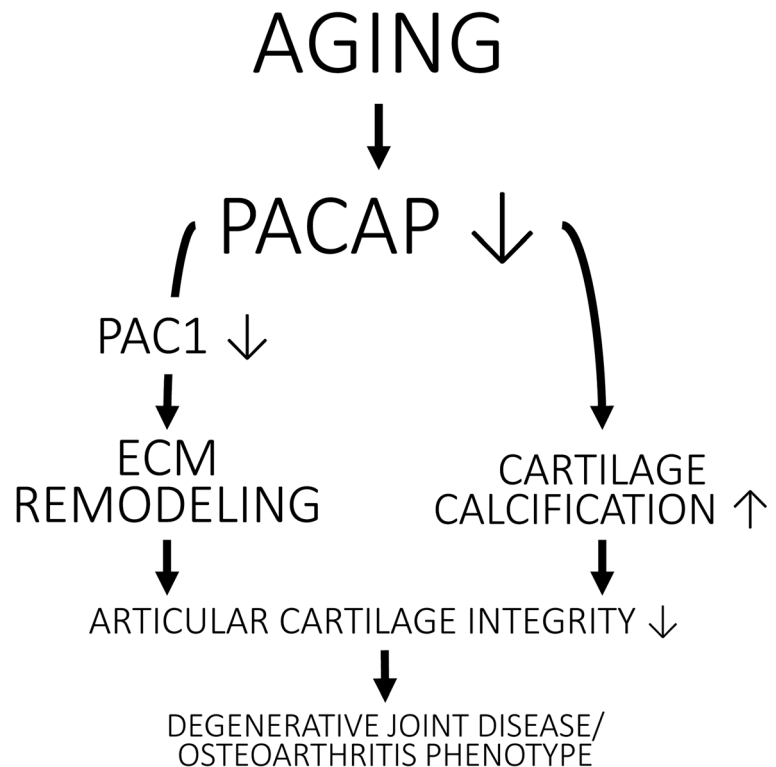 AGING
PACAP ↓
PAC1 ↓
ECM
REMODELING
CARTILAGE
CALCIFICATION ↑
ARTICULAR CARTILAGE INTEGRITY ↓
DEGENERATIVE JOINT DISEASE/
OSTEOARTHRITIS PHENOTYPE